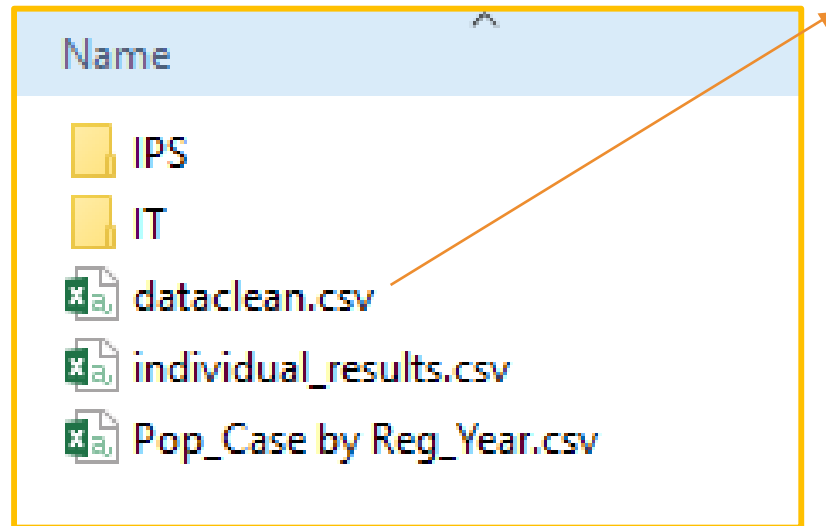 Name
IPS
IT
dataclean.csv
individual_results.csv
Pop_Case by Reg_Year.csv